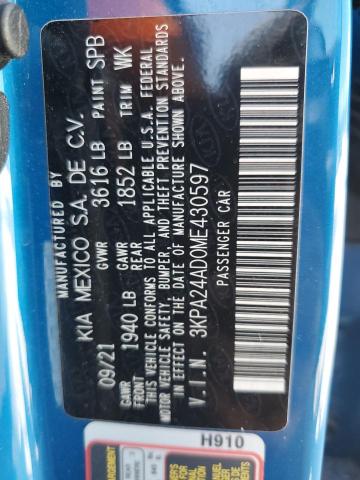 MANUFACTURED BY
KIA MEXICO S.A. DE C.V.
GVWR 3616 LB PAINT SPB
09/21
GAWR FRONT 1940 LB GAWR REAR 1852 LB TRIM WK
THIS VEHICLE CONFORMS TO ALL APPLICABLE U.S.A. FEDERAL
MOTOR VEHICLE SAFETY, BUMPER, AND THEFT PREVENTION STANDARDS
IN EFFECT ON THE DATE OF MANUFACTURE SHOWN ABOVE.
V.I.N. 3KPA24AD0ME430597
PASSENGER CAR
H910